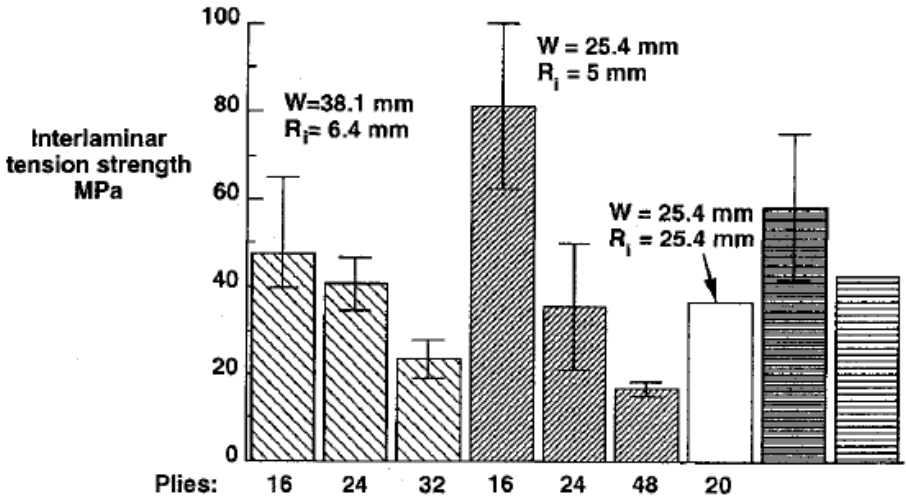 100
80
60
40
20
0
Interlaminar
tension strength
MPa
W=38.1 mm
Ri= 6.4 mm
W = 25.4 mm
Ri = 5 mm
W = 25.4 mm
Ri = 25.4 mm
Plies: 16 24 32 16 24 48 20